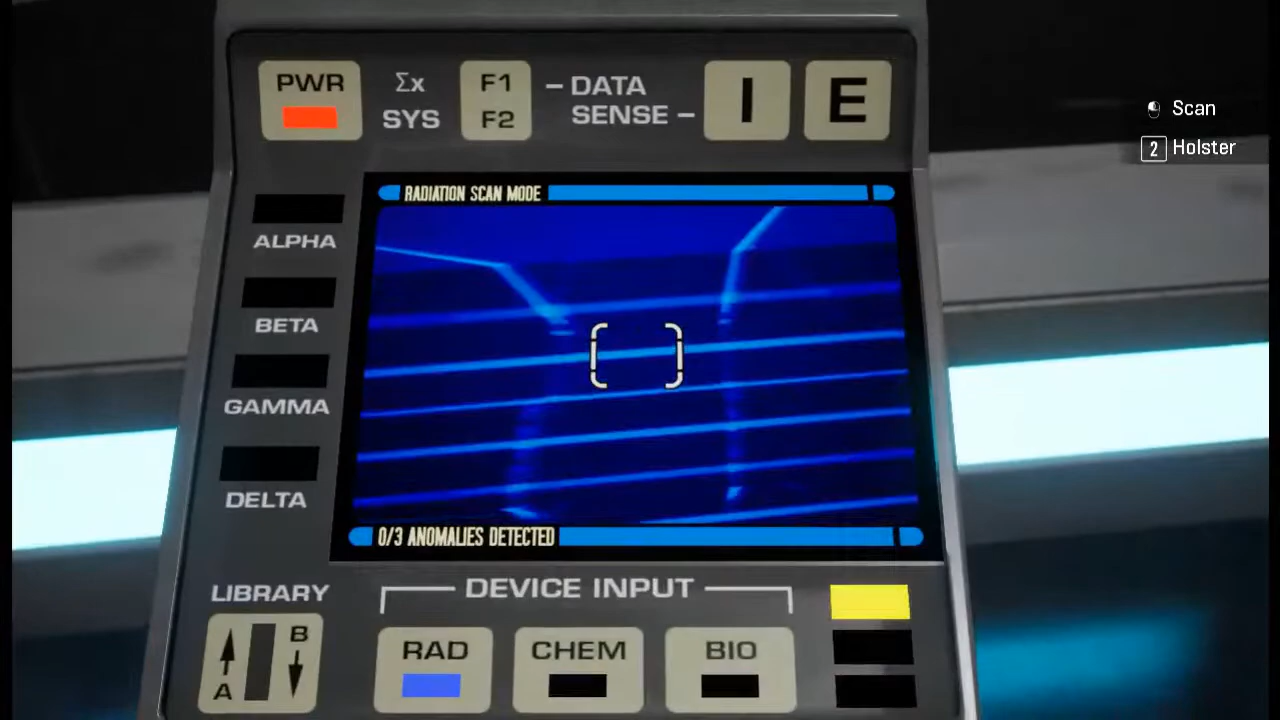 PWR
Σx
SYS
F1
F2
– DATA
SENSE –
I
E
Scan
2 Holster
RADIATION SCAN MODE
ALPHA
BETA
GAMMA
DELTA
0/3 ANOMALIES DETECTED
LIBRARY
A
B
DEVICE INPUT
RAD
CHEM
BIO